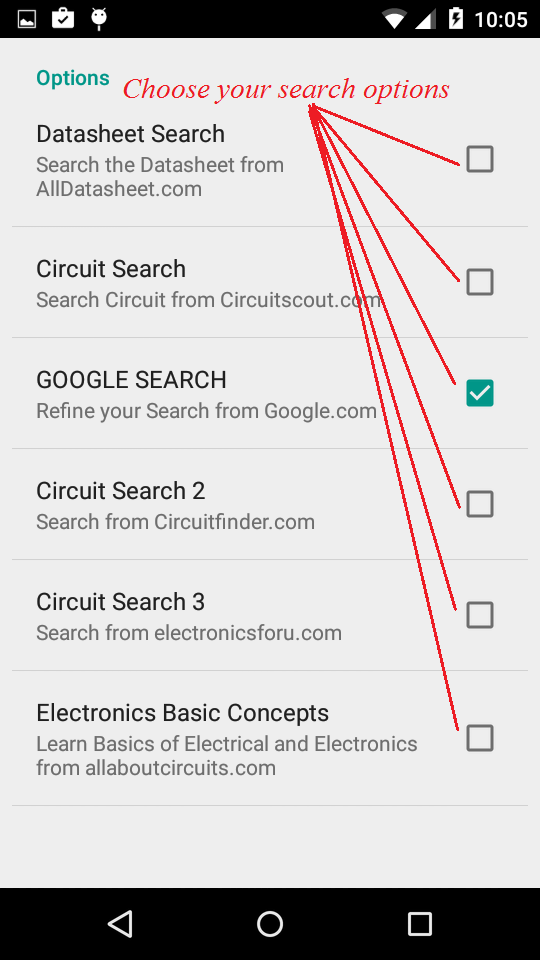 10:05
Options
Choose your search options
Datasheet Search
Search the Datasheet from
AllDatasheet.com
Circuit Search
Search Circuit from Circuitscout.com
GOOGLE SEARCH
Refine your Search from Google.com
Circuit Search 2
Search from Circuitfinder.com
Circuit Search 3
Search from electronicsforu.com
Electronics Basic Concepts
Learn Basics of Electrical and Electronics
from allaboutcircuits.com